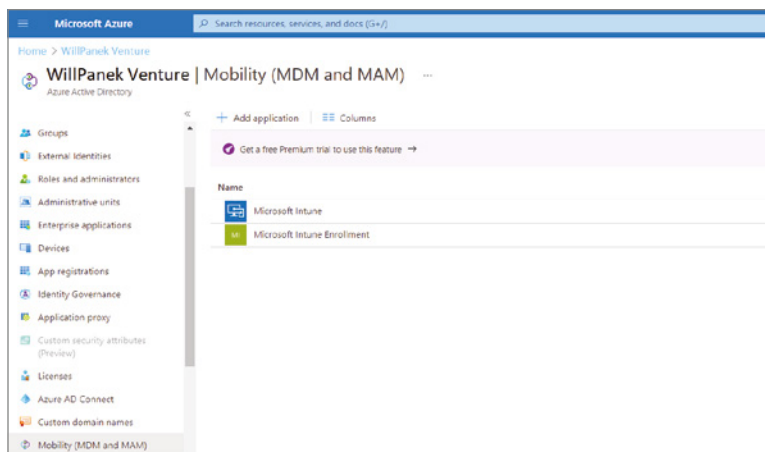 Microsoft Azure
Search resources, services, and docs (G+/)
Home > WillPanek Venture
WillPanek Venture | Mobility (MDM and MAM) ...
Azure Active Directory
«
+ Add application
Columns
Get a free Premium trial to use this feature →
Name
Microsoft Intune
MI
Microsoft Intune Enrollment
Groups
External Identities
Roles and administrators
Administrative units
Enterprise applications
Devices
App registrations
Identity Governance
Application proxy
Custom security attributes
(Preview)
Licenses
Azure AD Connect
Custom domain names
Mobility (MDM and MAM)